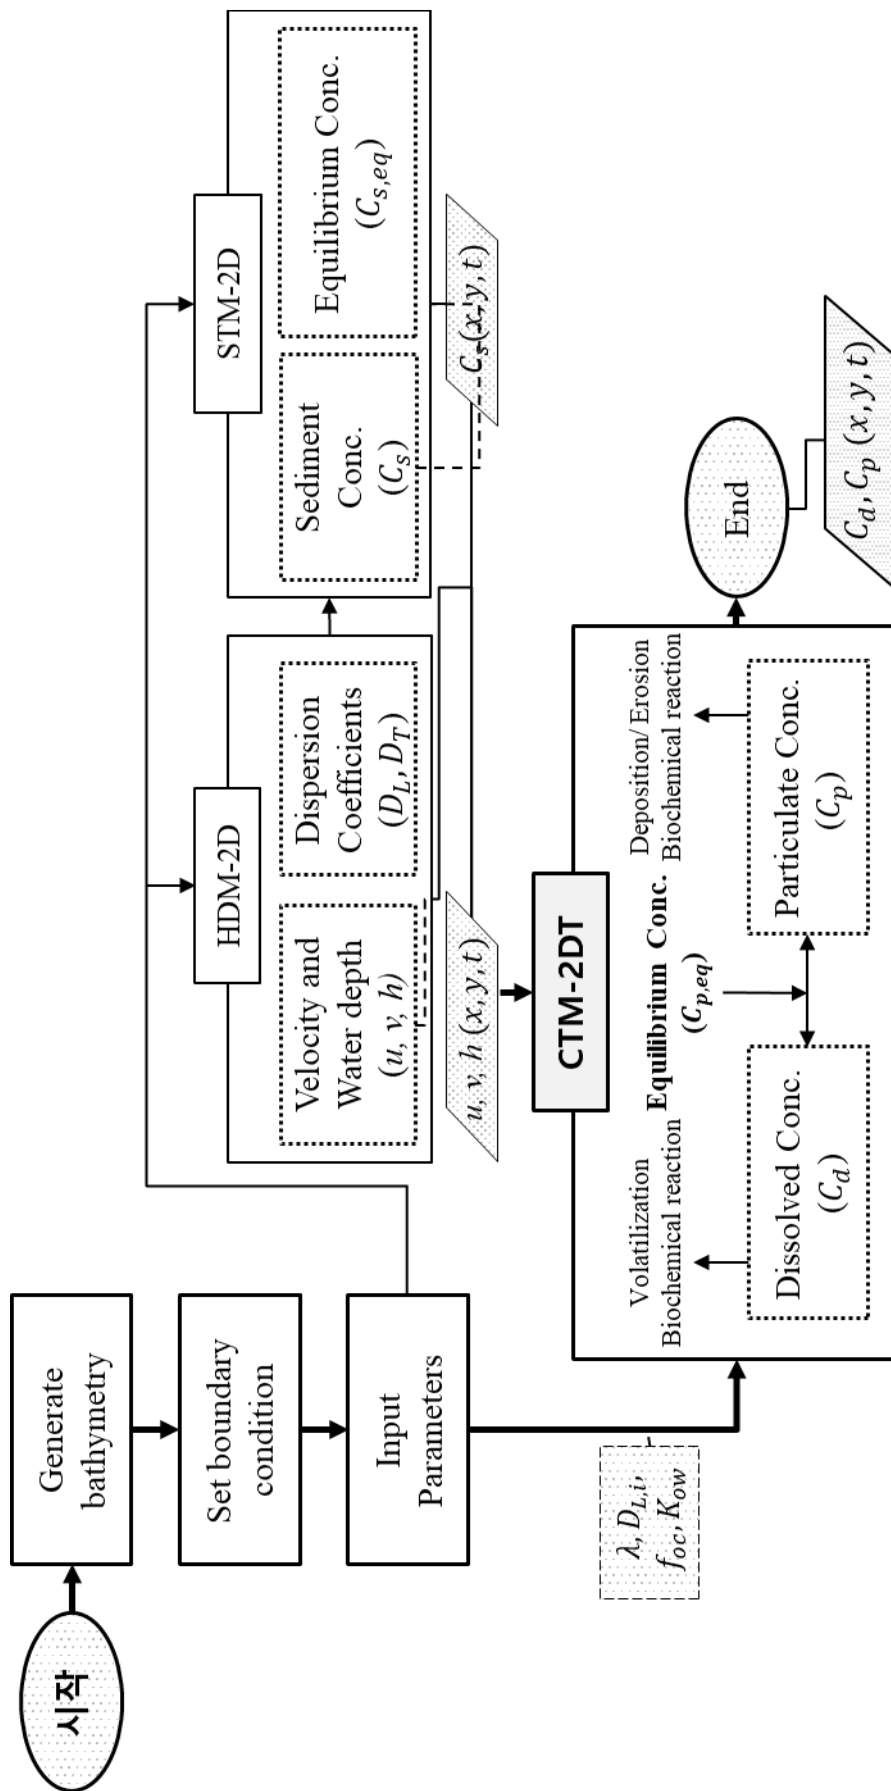 시작
Generate
bathymetry
Set boundary
condition
Input
Parameters
λ, D_{L,i},
f_{oc}, K_{ow}
HDM-2D
Velocity and
Water depth
(u, v, h)
Dispersion
Coefficients
(D_L, D_T)
STM-2D
Sediment
Conc.
(C_s)
Equilibrium Conc.
(C_{s,eq})
u, v, h (x, y, t)
C_s(x, y, t)
CTM-2DT
Volatilization
Biochemical reaction
Equilibrium Conc.
(C_{p,eq})
Deposition/ Erosion
Biochemical reaction
Dissolved Conc.
(C_d)
Particulate Conc.
(C_p)
End
C_d, C_p (x, y, t)